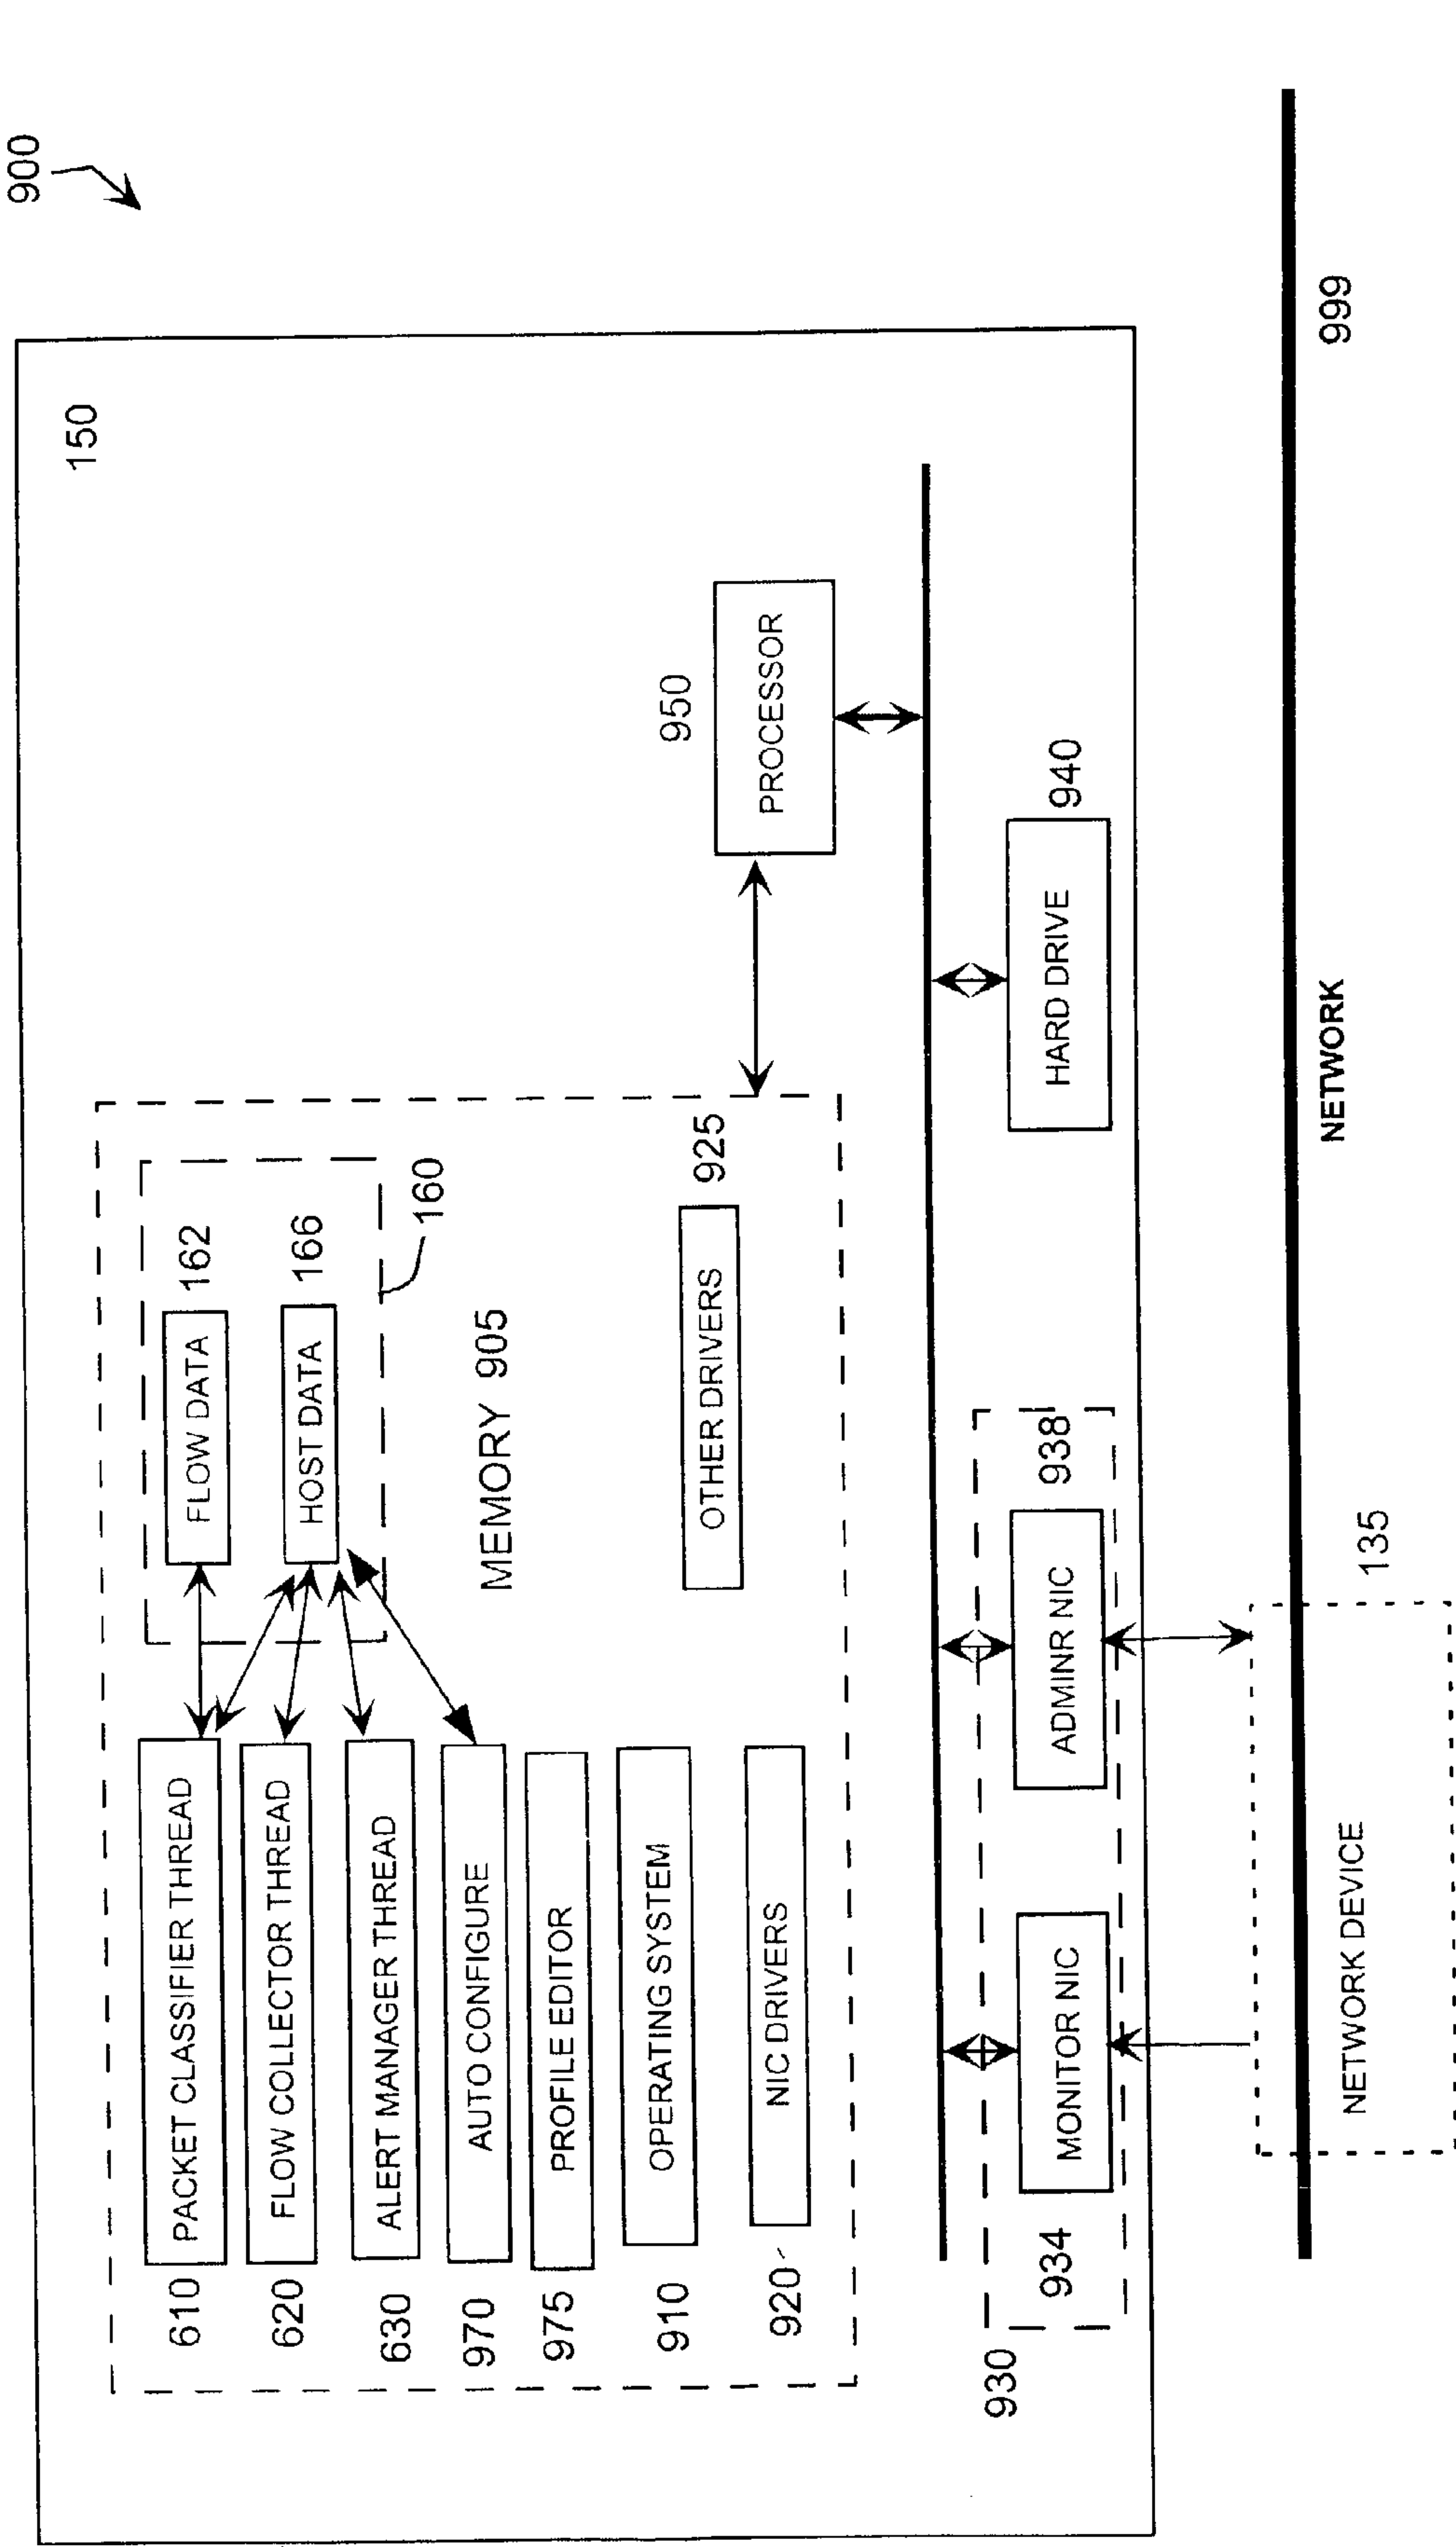 900
150
610 PACKET CLASSIFIER THREAD
FLOW DATA 162
620 FLOW COLLECTOR THREAD
HOST DATA 166
630 ALERT MANAGER THREAD
160
970 AUTO CONFIGURE
MEMORY 905
975 PROFILE EDITOR
910 OPERATING SYSTEM
OTHER DRIVERS 925
920 NIC DRIVERS
950
PROCESSOR
930
934 MONITOR NIC
ADMINR NIC 938
HARD DRIVE 940
NETWORK
999
NETWORK DEVICE
135